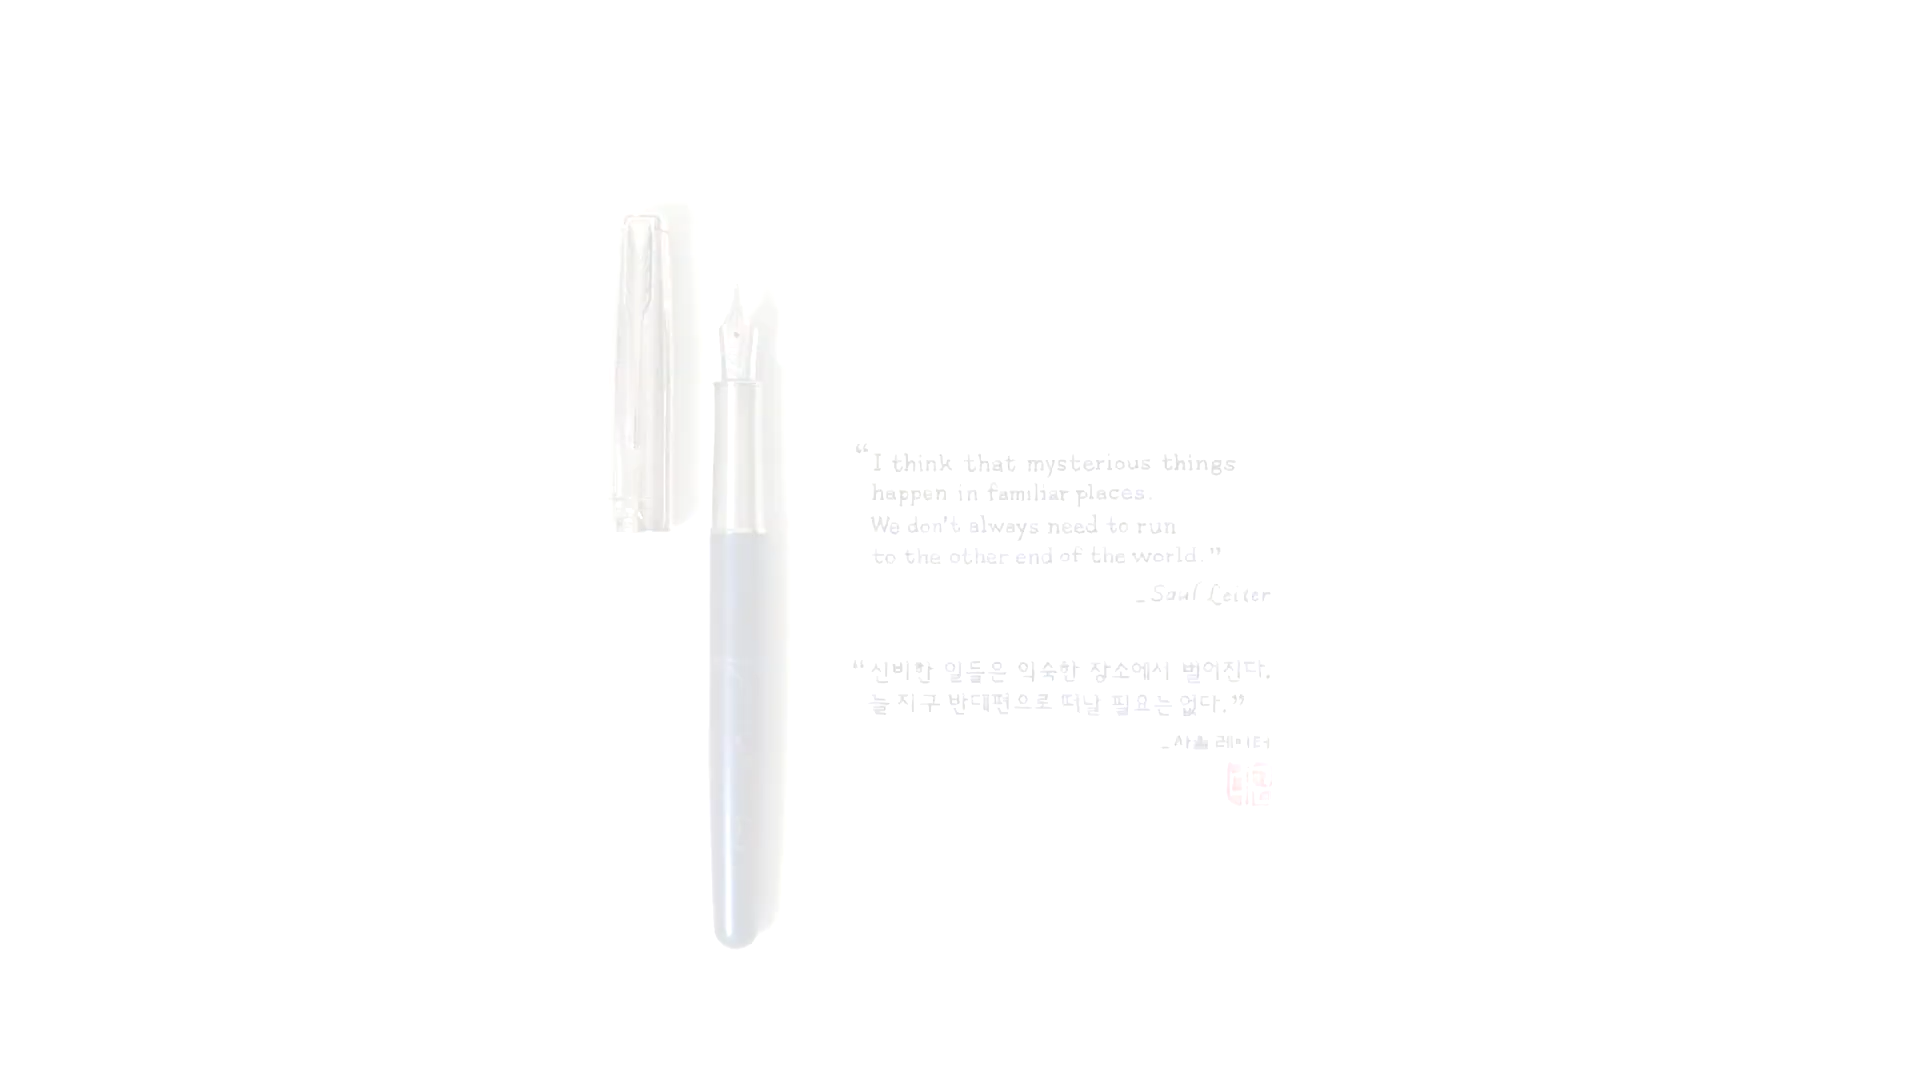 “I think that mysterious things
happen in familiar places.
We don't always need to run
to the other end of the world.”
_Saul Leiter
“신비한 일들은 익숙한 장소에서 벌어진다.
늘 지구 반대편으로 떠날 필요는 없다.”
_사울 레이터